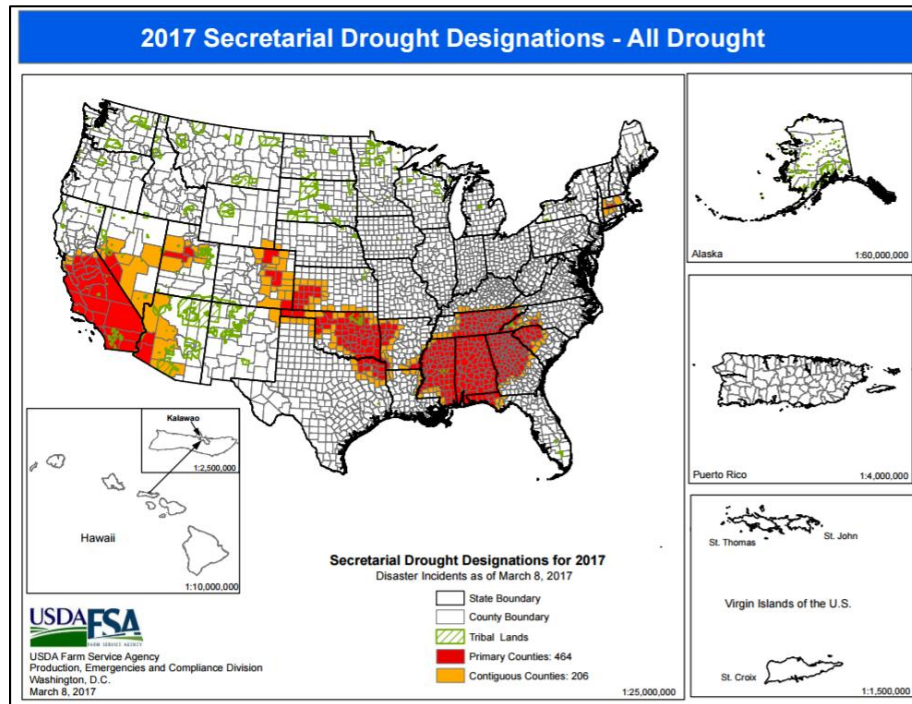 2017 Secretarial Drought Designations - All Drought
Alaska
1:60,000,000
Kalawao
1:2,500,000
Hawaii
1:10,000,000
Puerto Rico
1:4,000,000
St. Thomas
St. John
Virgin Islands of the U.S.
St. Croix
1:1,500,000
Secretarial Drought Designations for 2017
Disaster Incidents as of March 8, 2017
State Boundary
County Boundary
Tribal Lands
Primary Counties: 464
Contiguous Counties: 206
1:25,000,000
USDA FSA
FARM SERVICE AGENCY
USDA Farm Service Agency
Production, Emergencies and Compliance Division
Washington, D.C.
March 8, 2017